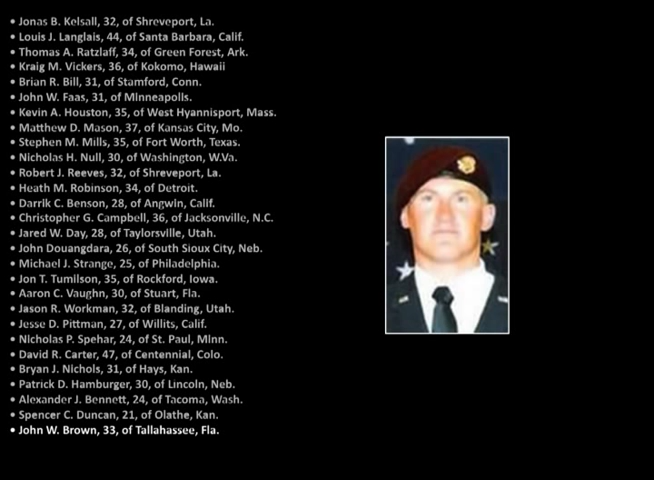 • Jonas B. Kelsall, 32, of Shreveport, La.
• Louis J. Langlais, 44, of Santa Barbara, Calif.
• Thomas A. Ratzlaff, 34, of Green Forest, Ark.
• Kraig M. Vickers, 36, of Kokomo, Hawaii
• Brian R. Bill, 31, of Stamford, Conn.
• John W. Faas, 31, of Minneapolis.
• Kevin A. Houston, 35, of West Hyannisport, Mass.
• Matthew D. Mason, 37, of Kansas City, Mo.
• Stephen M. Mills, 35, of Fort Worth, Texas.
• Nicholas H. Null, 30, of Washington, W.Va.
• Robert J. Reeves, 32, of Shreveport, La.
• Heath M. Robinson, 34, of Detroit.
• Darrik C. Benson, 28, of Angwin, Calif.
• Christopher G. Campbell, 36, of Jacksonville, N.C.
• Jared W. Day, 28, of Taylorsville, Utah.
• John Douangdara, 26, of South Sioux City, Neb.
• Michael J. Strange, 25, of Philadelphia.
• Jon T. Tumilson, 35, of Rockford, Iowa.
• Aaron C. Vaughn, 30, of Stuart, Fla.
• Jason R. Workman, 32, of Blanding, Utah.
• Jesse D. Pittman, 27, of Willits, Calif.
• Nicholas P. Spehar, 24, of St. Paul, Minn.
• David R. Carter, 47, of Centennial, Colo.
• Bryan J. Nichols, 31, of Hays, Kan.
• Patrick D. Hamburger, 30, of Lincoln, Neb.
• Alexander J. Bennett, 24, of Tacoma, Wash.
• Spencer C. Duncan, 21, of Olathe, Kan.
• John W. Brown, 33, of Tallahassee, Fla.